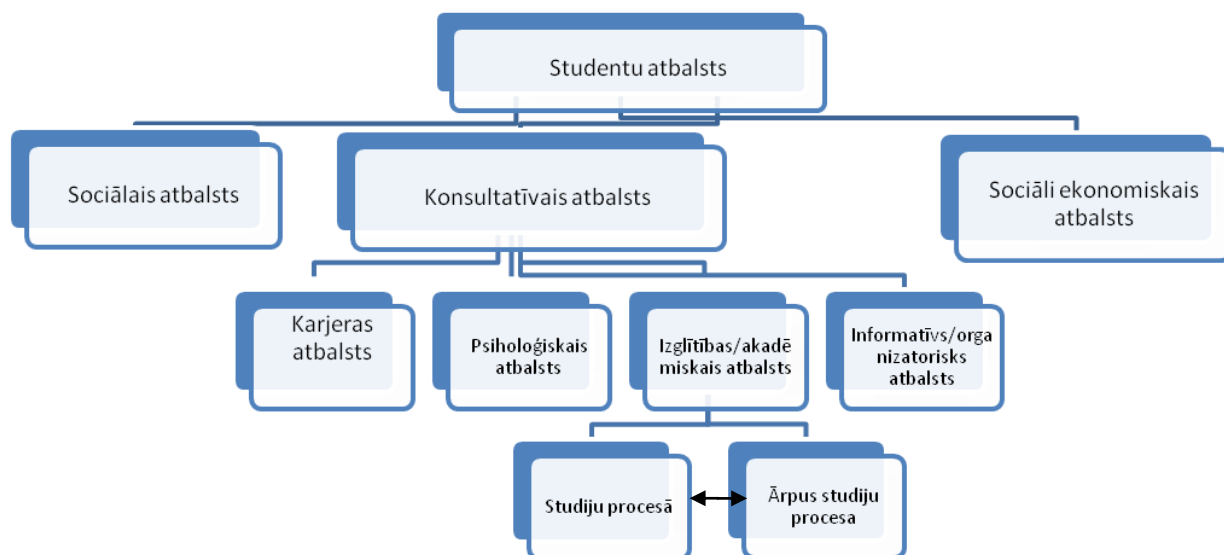 Studentu atbalsts
Sociālais atbalsts
Konsultatīvais atbalsts
Sociāli ekonomiskais
atbalsts
Karjeras
atbalsts
Psiholoģiskais
atbalsts
Izglītības/akadē
miskais atbalsts
Informatīvs/orga
nizatorisks
atbalsts
Studiju procesā
Ārpus studiju
procesa